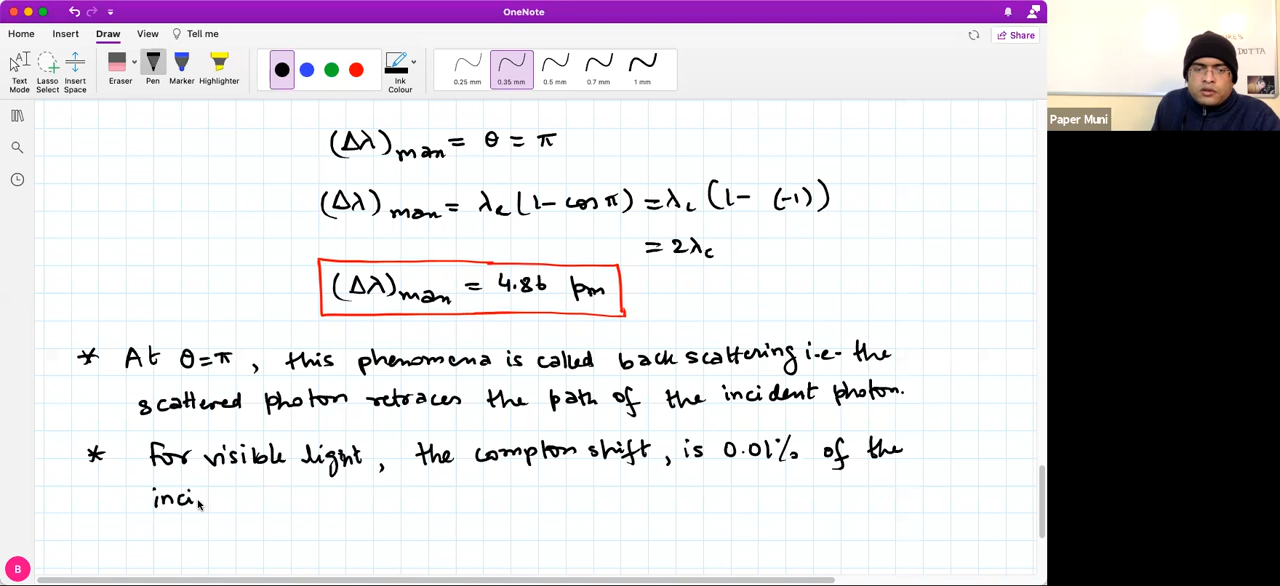 OneNote
Home Insert Draw View Tell me
Share
Text Mode
Lasso Select
Insert Space
Eraser
Pen
Marker
Highlighter
Ink Colour
0.25 mm
0.35 mm
0.5 mm
0.7 mm
1 mm
DOTTA
Paper Muni
(Δλ)max = θ = π
(Δλ)max = λc (1 - cos π) = λc (1 - (-1))
= 2λc
(Δλ)max = 4.86 pm
* At θ=π, this phenomena is called back scattering i.e- the
scattered photon retraces the path of the incident photon.
* For visible light, the compton shift, is 0.01% of the
inci
B